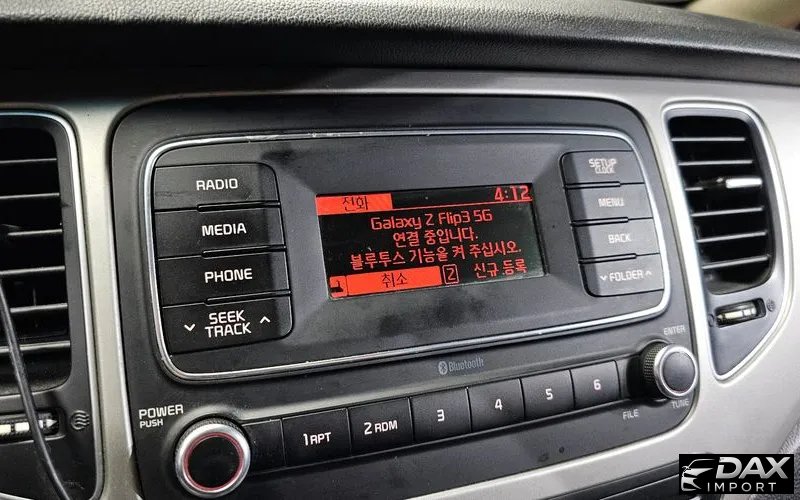 RADIO
MEDIA
PHONE
SEEK
TRACK
전화 4:12
Galaxy Z Flip3 5G
연결 중입니다.
블루투스 기능을 켜 주십시오.
취소 2 신규 등록
SETUP
CLOCK
MENU
BACK
FOLDER
Bluetooth
POWER
PUSH
1 RPT
2 RDM
3
4
5
6
ENTER
FILE
TUNE
DAX
IMPORT